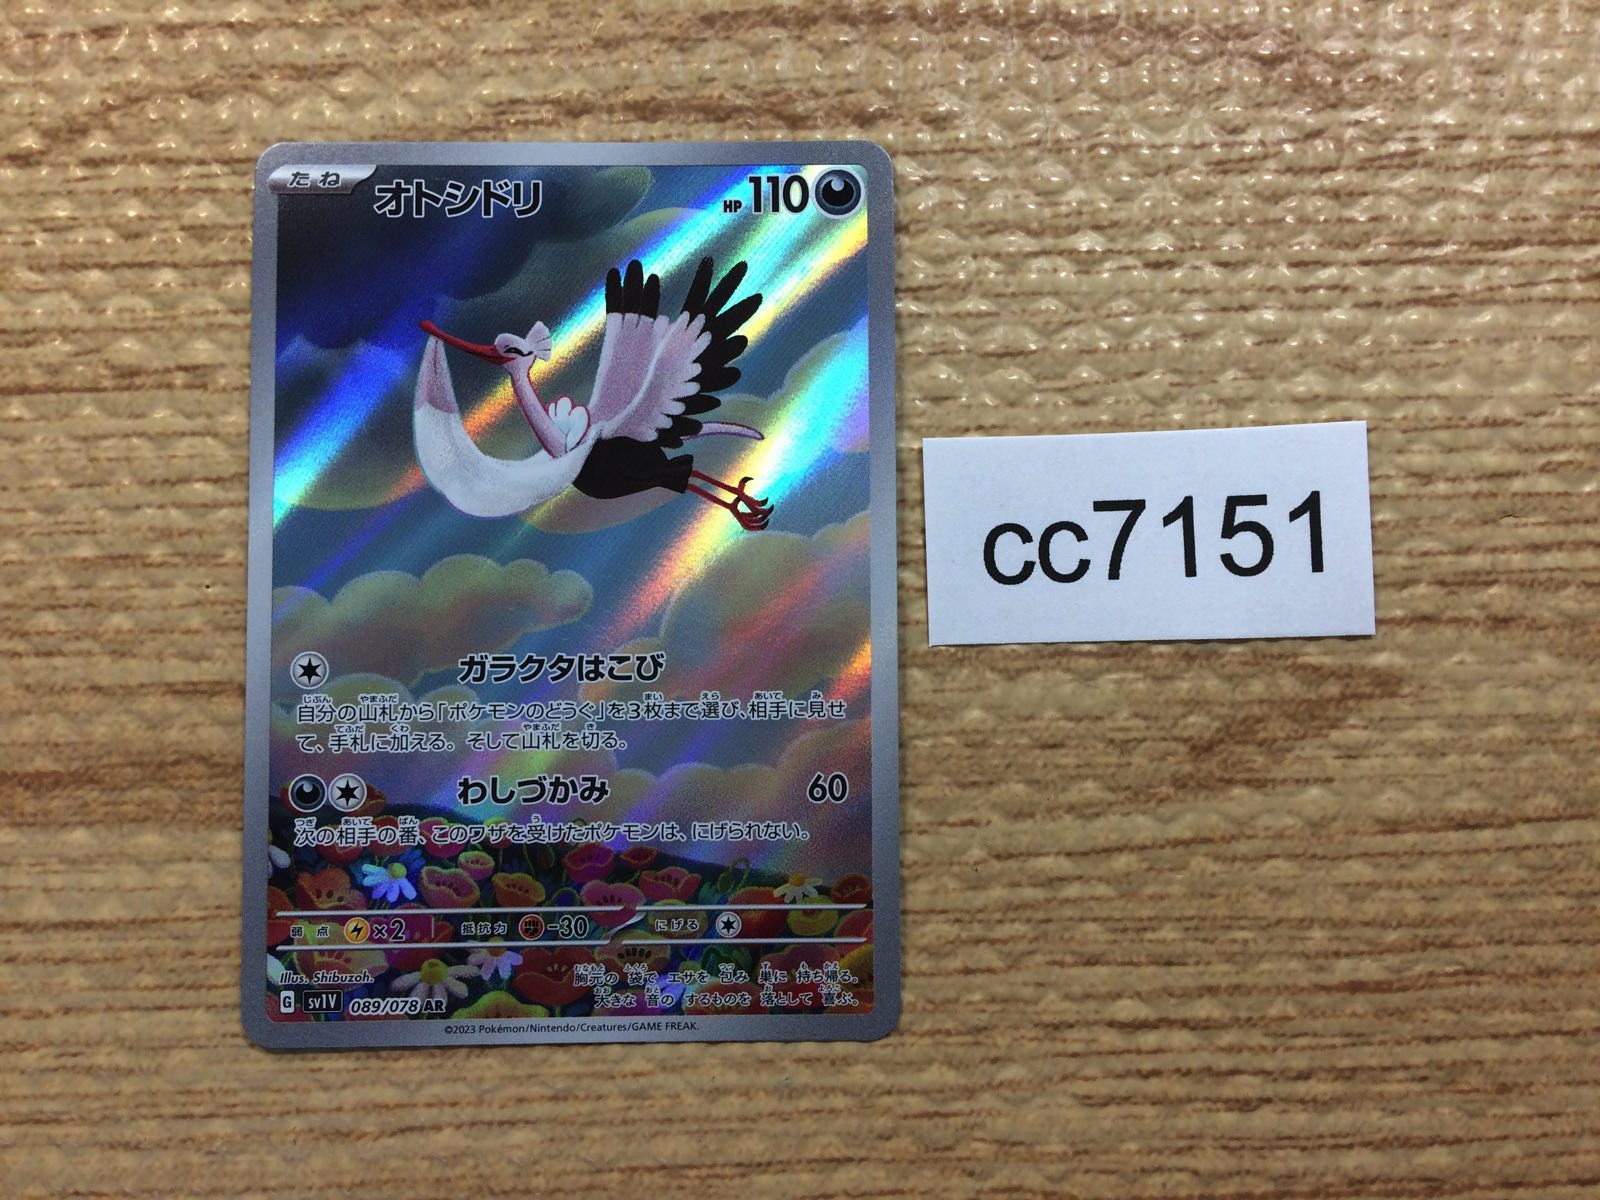 たね オトシドリ HP 110
ガラクタはこび
自分の山札から「ポケモンのどうぐ」を3枚まで選び、相手に見せ
て、手札に加える。そして山札を切る。
わしづかみ 60
次の相手の番、このワザを受けたポケモンは、にげられない。
弱点 ×2 抵抗力 -30 にげる
Illus. Shibuzoh.
胸元の 袋で エサを 包み 巣に 持ち帰る。
大きな 音の するものを 落として 喜ぶ。
G sv1V 089/078 AR
©2023 Pokémon/Nintendo/Creatures/GAME FREAK.
cc7151